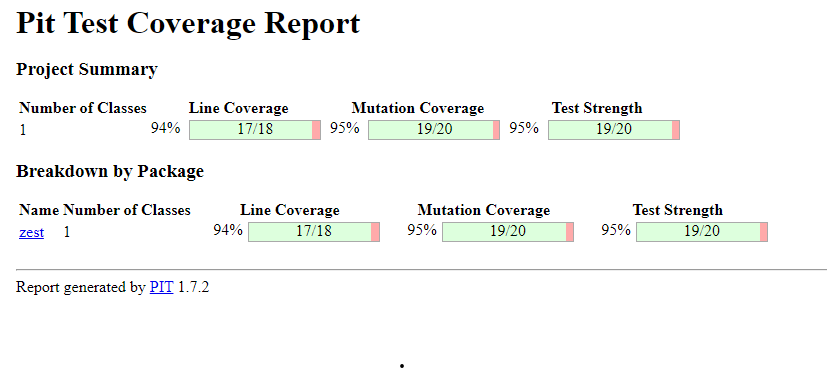 Pit Test Coverage Report
Project Summary
Number of Classes Line Coverage Mutation Coverage Test Strength
1 94% 17/18 95% 19/20 95% 19/20
Breakdown by Package
Name Number of Classes Line Coverage Mutation Coverage Test Strength
zest 1 94% 17/18 95% 19/20 95% 19/20
Report generated by PIT 1.7.2